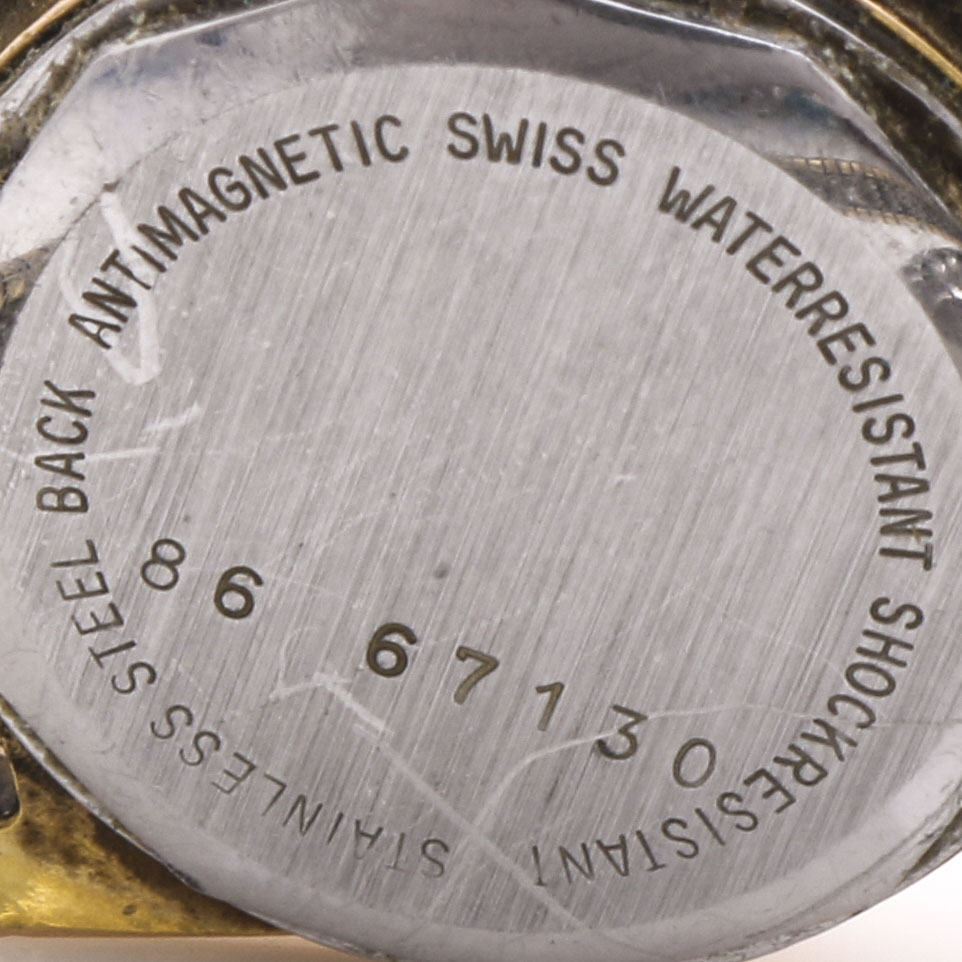 STAINLESS STEEL BACK ANTIMAGNETIC SWISS WATERRESISTANT SHOCKRESISTANT
86 67130